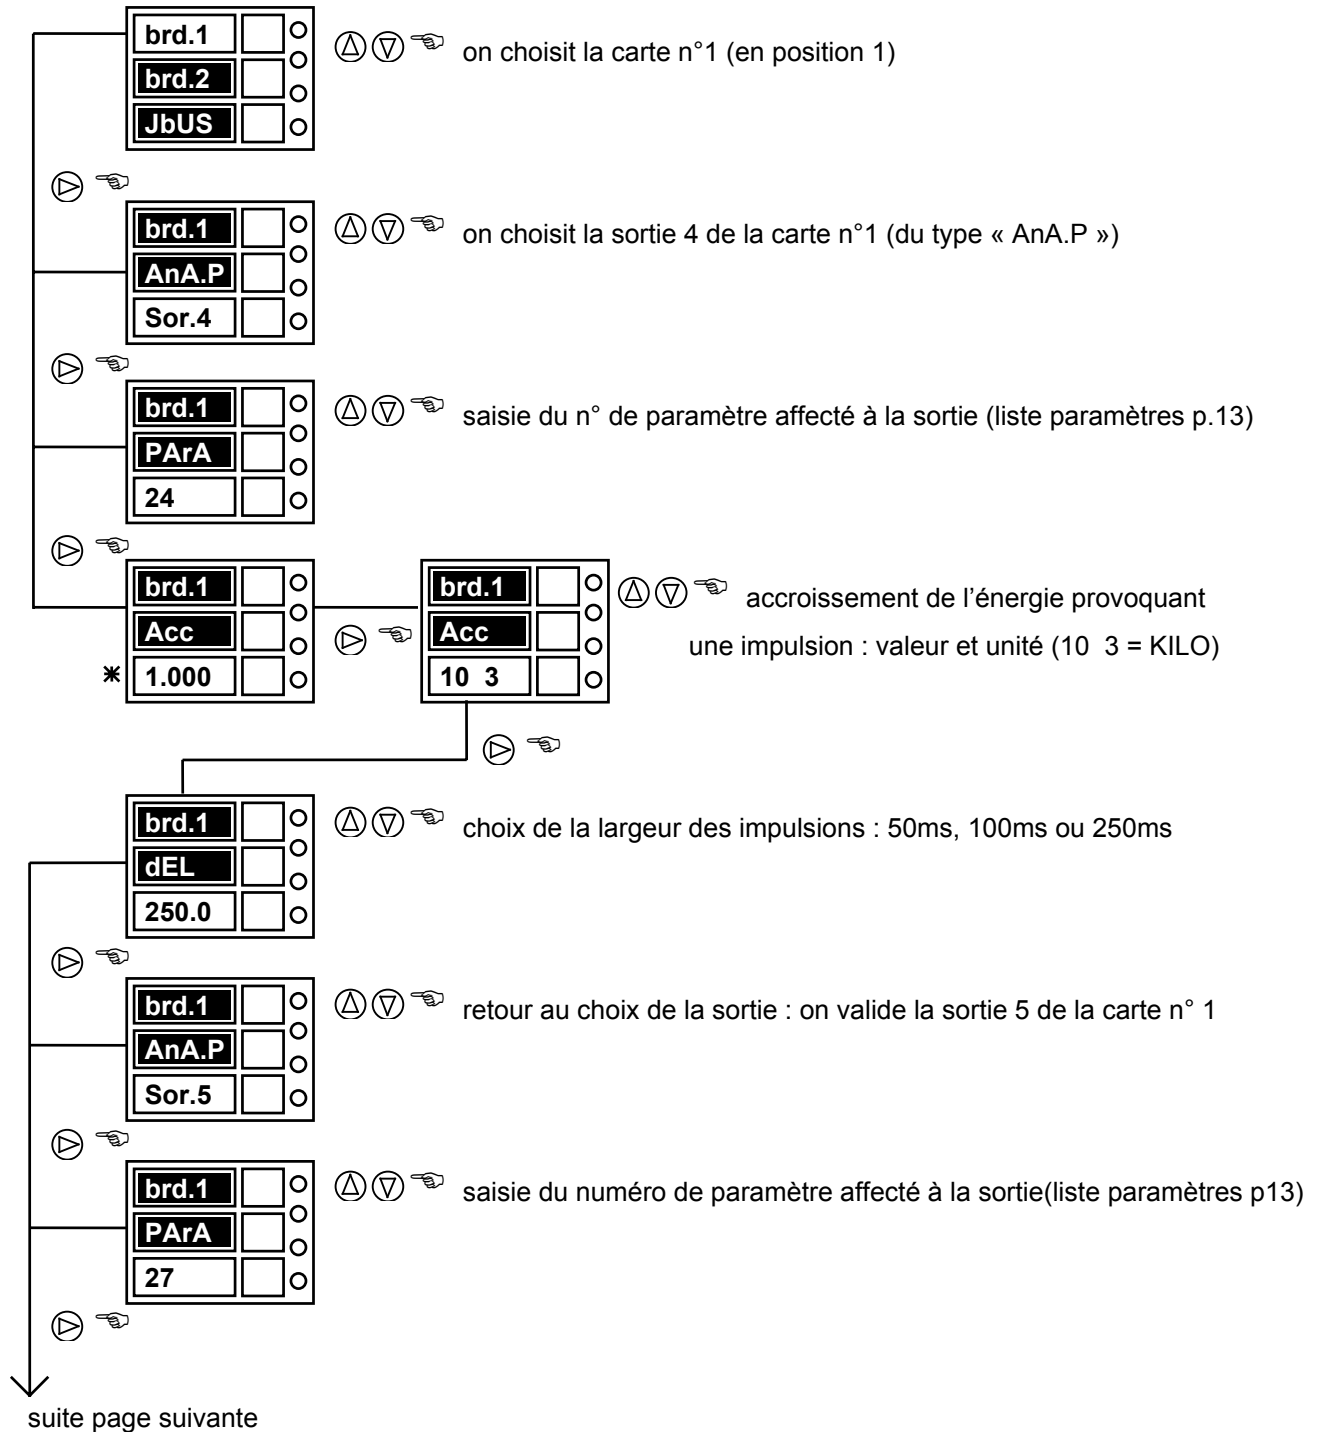 brd.1
brd.2
JbUS
on choisit la carte n°1 (en position 1)
brd.1
AnA.P
Sor.4
on choisit la sortie 4 de la carte n°1 (du type « AnA.P »)
brd.1
PArA
24
saisie du n° de paramètre affecté à la sortie (liste paramètres p.13)
brd.1
Acc
1.000
brd.1
Acc
10 3
accroissement de l’énergie provoquant
une impulsion : valeur et unité (10 3 = KILO)
brd.1
dEL
250.0
choix de la largeur des impulsions : 50ms, 100ms ou 250ms
brd.1
AnA.P
Sor.5
retour au choix de la sortie : on valide la sortie 5 de la carte n° 1
brd.1
PArA
27
saisie du numéro de paramètre affecté à la sortie(liste paramètres p13)
suite page suivante